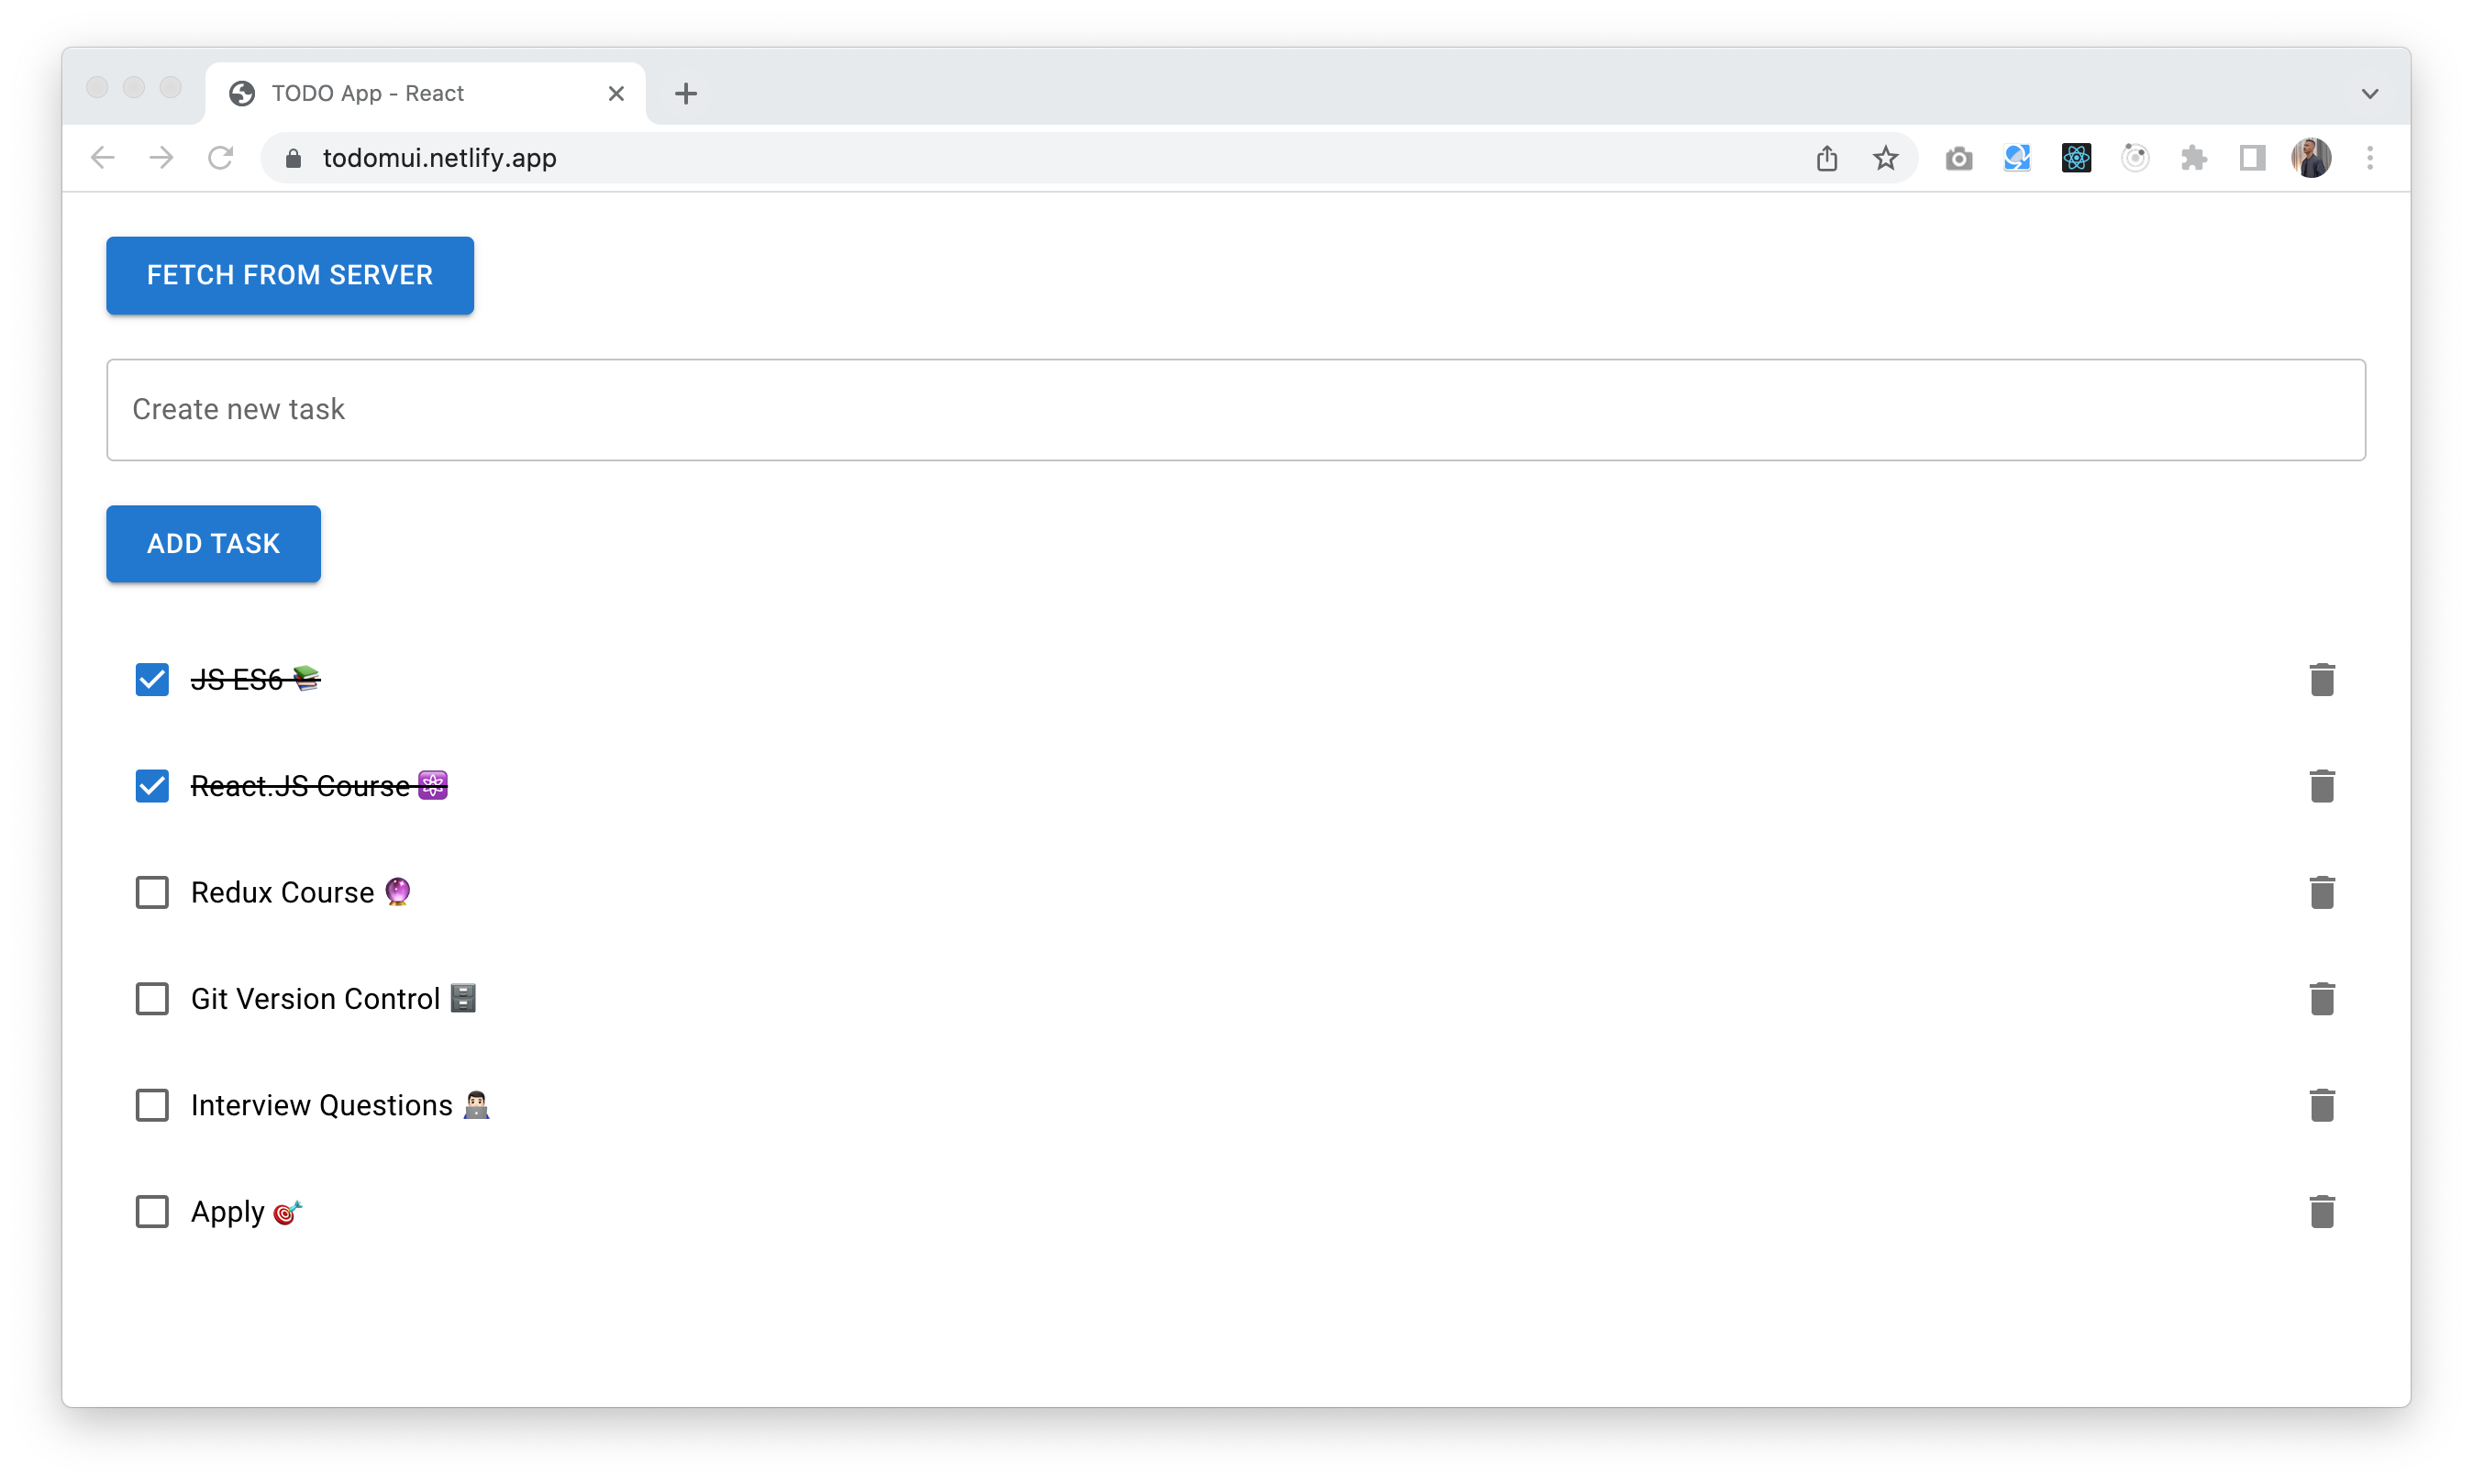 TODO App - React
todomui.netlify.app
FETCH FROM SERVER
Create new task
ADD TASK
JS ES6 📚
React.JS Course ⚛️
Redux Course 🔮
Git Version Control 🗄️
Interview Questions 👨🏻‍💻
Apply 🎯